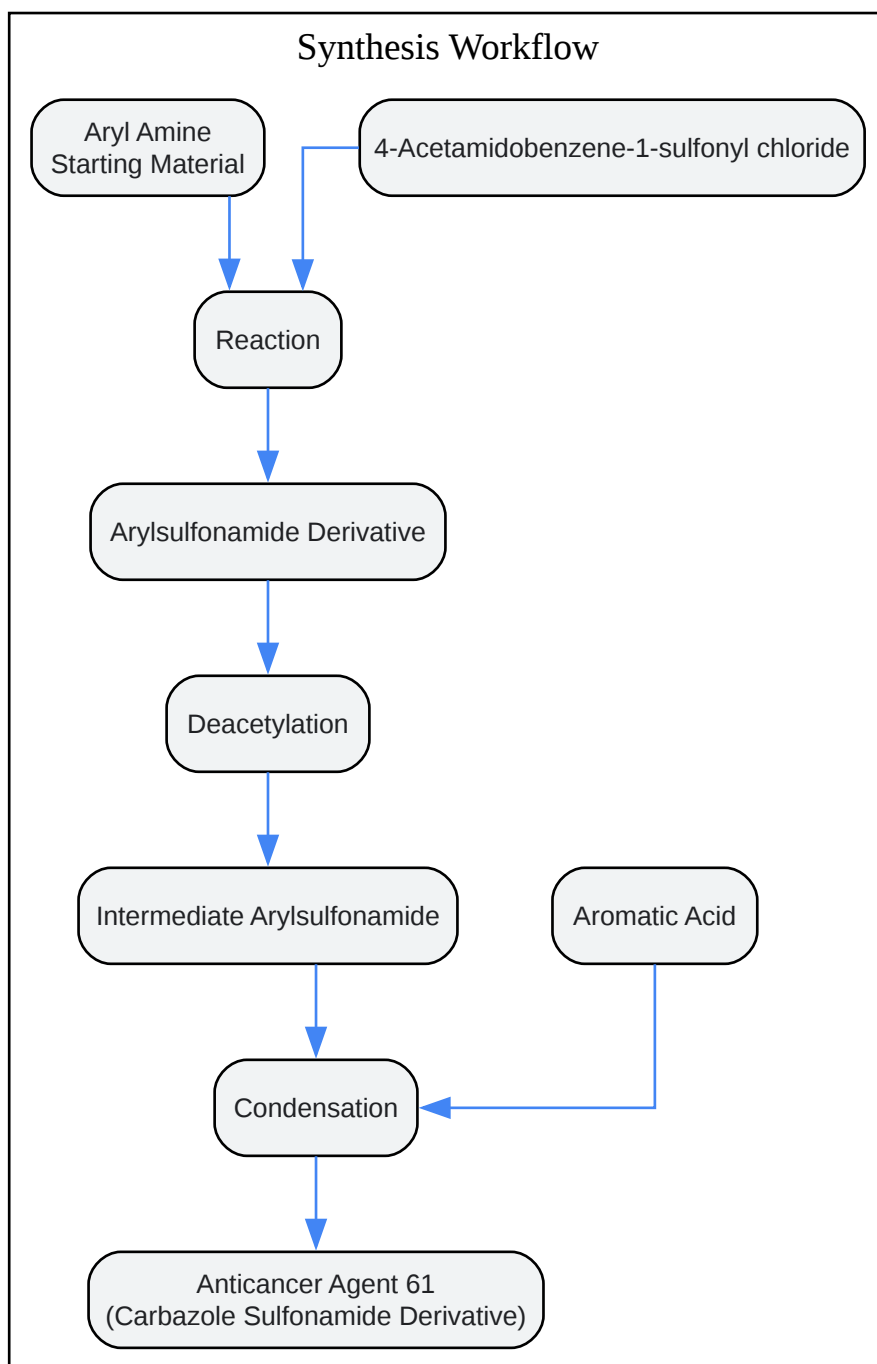 Synthesis Workflow
Aryl Amine
Starting Material
4-Acetamidobenzene-1-sulfonyl chloride
Reaction
Arylsulfonamide Derivative
Deacetylation
Intermediate Arylsulfonamide
Aromatic Acid
Condensation
Anticancer Agent 61
(Carbazole Sulfonamide Derivative)